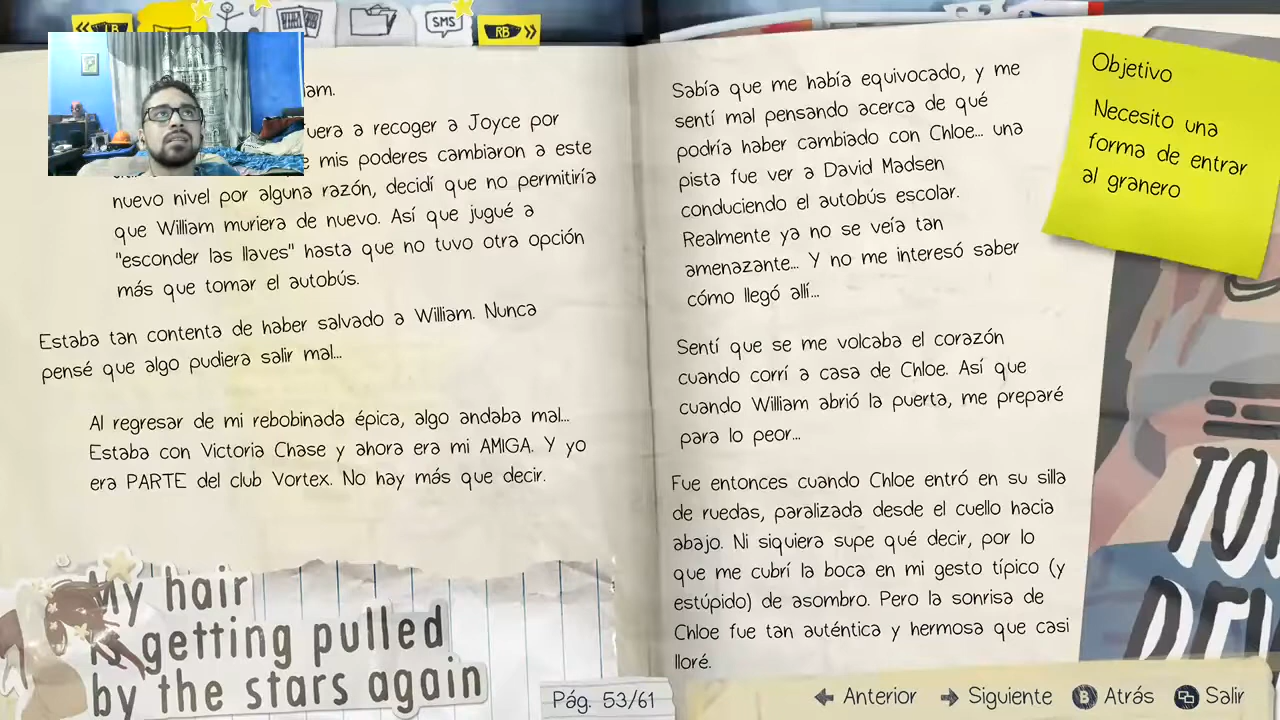 LB
SMS
RB
iam.
uera a recoger a Joyce por
mis poderes cambiaron a este
nuevo nivel por alguna razón, decidí que no permitiría
que William muriera de nuevo. Así que jugué a
"esconder las llaves" hasta que no tuvo otra opción
más que tomar el autobús.
Estaba tan contenta de haber salvado a William. Nunca
pensé que algo pudiera salir mal...
Al regresar de mi rebobinada épica, algo andaba mal...
Estaba con Victoria Chase y ahora era mi AMIGA. Y yo
era PARTE del club Vortex. No hay más que decir.
My hair
is getting pulled
by the stars again
Sabía que me había equivocado, y me
sentí mal pensando acerca de qué
podría haber cambiado con Chloe... una
pista fue ver a David Madsen
conduciendo el autobús escolar.
Realmente ya no se veía tan
amenazante... Y no me interesó saber
cómo llegó allí...
Sentí que se me volcaba el corazón
cuando corrí a casa de Chloe. Así que
cuando William abrió la puerta, me preparé
para lo peor...
Fue entonces cuando Chloe entró en su silla
de ruedas, paralizada desde el cuello hacia
abajo. Ni siquiera supe qué decir, por lo
que me cubrí la boca en mi gesto típico (y
estúpido) de asombro. Pero la sonrisa de
Chloe fue tan auténtica y hermosa que casi
lloré.
Objetivo
Necesito una
forma de entrar
al granero
Pág. 53/61
Anterior
Siguiente
B Atrás
Salir